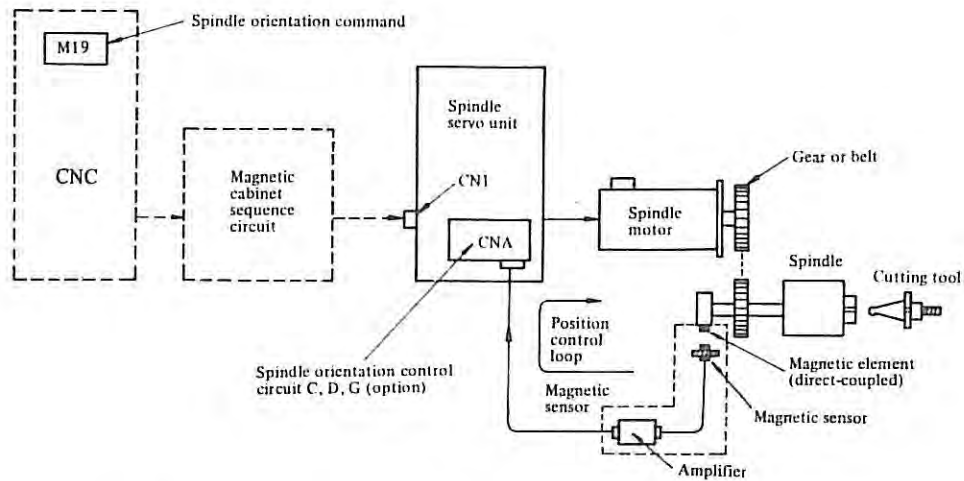 Spindle orientation command
M19
CNC
Magnetic
cabinet
sequence
circuit
Spindle
servo unit
CN1
CNA
Spindle orientation control
circuit C, D, G (option)
Position
control
loop
Magnetic
sensor
Spindle
motor
Gear or belt
Spindle
Cutting tool
Magnetic element
(direct-coupled)
Magnetic sensor
Amplifier